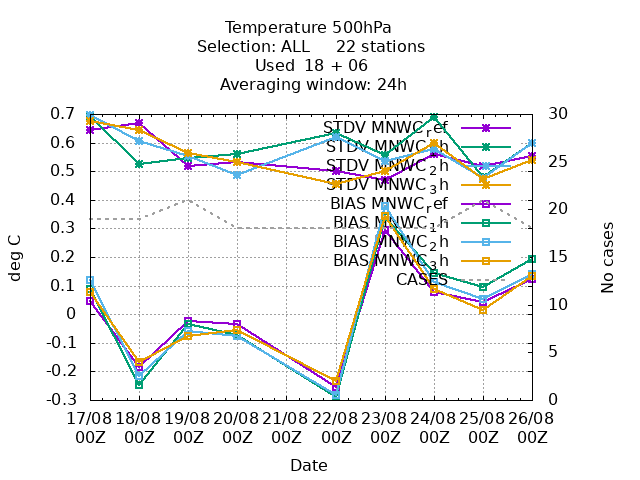 Temperature 500hPa
Selection: ALL 22 stations
Used 18 + 06
Averaging window: 24h
0.7
0.6
0.5
0.4
0.3
0.2
0.1
0
-0.1
-0.2
-0.3
deg C
30
25
20
15
10
5
0
No cases
STDV MNWC_ref
STDV MNWC_1h
STDV MNWC_2h
STDV MNWC_3h
BIAS MNWC_ref
BIAS MNWC_1h
BIAS MNWC_2h
BIAS MNWC_3h
CASES
17/08 18/08 19/08 20/08 21/08 22/08 23/08 24/08 25/08 26/08
00Z 00Z 00Z 00Z 00Z 00Z 00Z 00Z 00Z 00Z
Date